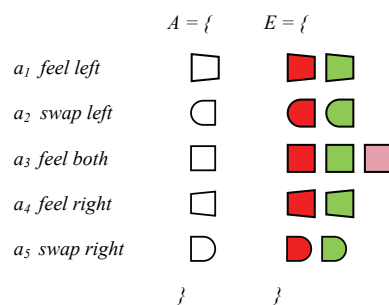 A = { E = {
a1 feel left
a2 swap left
a3 feel both
a4 feel right
a5 swap right
} }